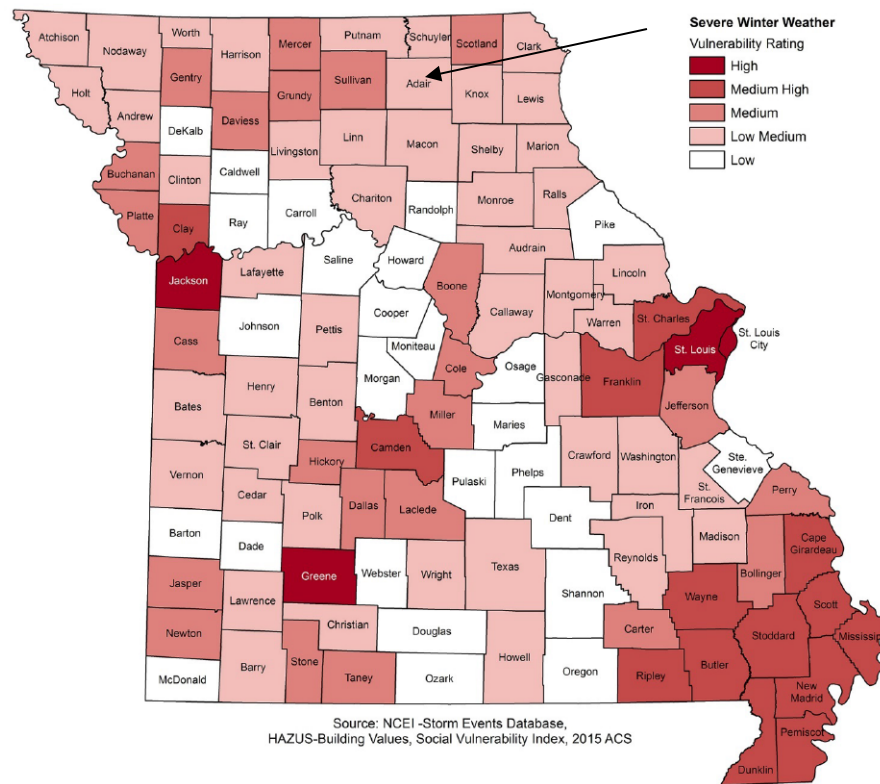 Severe Winter Weather
Vulnerability Rating
High
Medium High
Medium
Low Medium
Low
Atchison
Nodaway
Worth
Harrison
Mercer
Putnam
Schuyler
Scotland
Clark
Holt
Andrew
Gentry
DeKalb
Daviess
Grundy
Sullivan
Adair
Knox
Lewis
Buchanan
Clinton
Caldwell
Livingston
Linn
Macon
Shelby
Marion
Platte
Clay
Ray
Carroll
Chariton
Randolph
Monroe
Ralls
Pike
Jackson
Lafayette
Saline
Howard
Boone
Audrain
Callaway
Montgomery
Lincoln
Warren
St. Charles
St. Louis
St. Louis
City
Cass
Johnson
Pettis
Cooper
Moniteau
Morgan
Cole
Osage
Gasconade
Franklin
Jefferson
Bates
Henry
Benton
Miller
Maries
Camden
Vernon
St. Clair
Hickory
Cedar
Polk
Dallas
Laclede
Pulaski
Phelps
Crawford
Washington
St.
Francois
Ste.
Genevieve
Perry
Iron
Dent
Barton
Dade
Greene
Webster
Wright
Texas
Shannon
Reynolds
Madison
Bollinger
Cape
Girardeau
Jasper
Lawrence
Christian
Douglas
Wayne
Scott
Mississip
Stoddard
Newton
Barry
Stone
Taney
Ozark
Howell
Oregon
Carter
Ripley
Butler
New
Madrid
Pemiscot
Dunklin
McDonald
Source: NCEI -Storm Events Database,
HAZUS-Building Values, Social Vulnerability Index, 2015 ACS